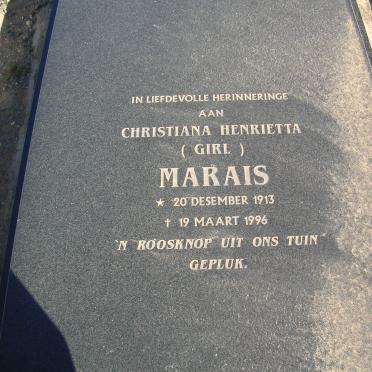 IN LIEFDEVOLLE HERINNERINGE
AAN
CHRISTIANA HENRIETTA
( GIRL )
MARAIS
★ 20 DESEMBER 1913
† 19 MAART 1996
'N ROOSKNOP UIT ONS TUIN
GEPLUK.